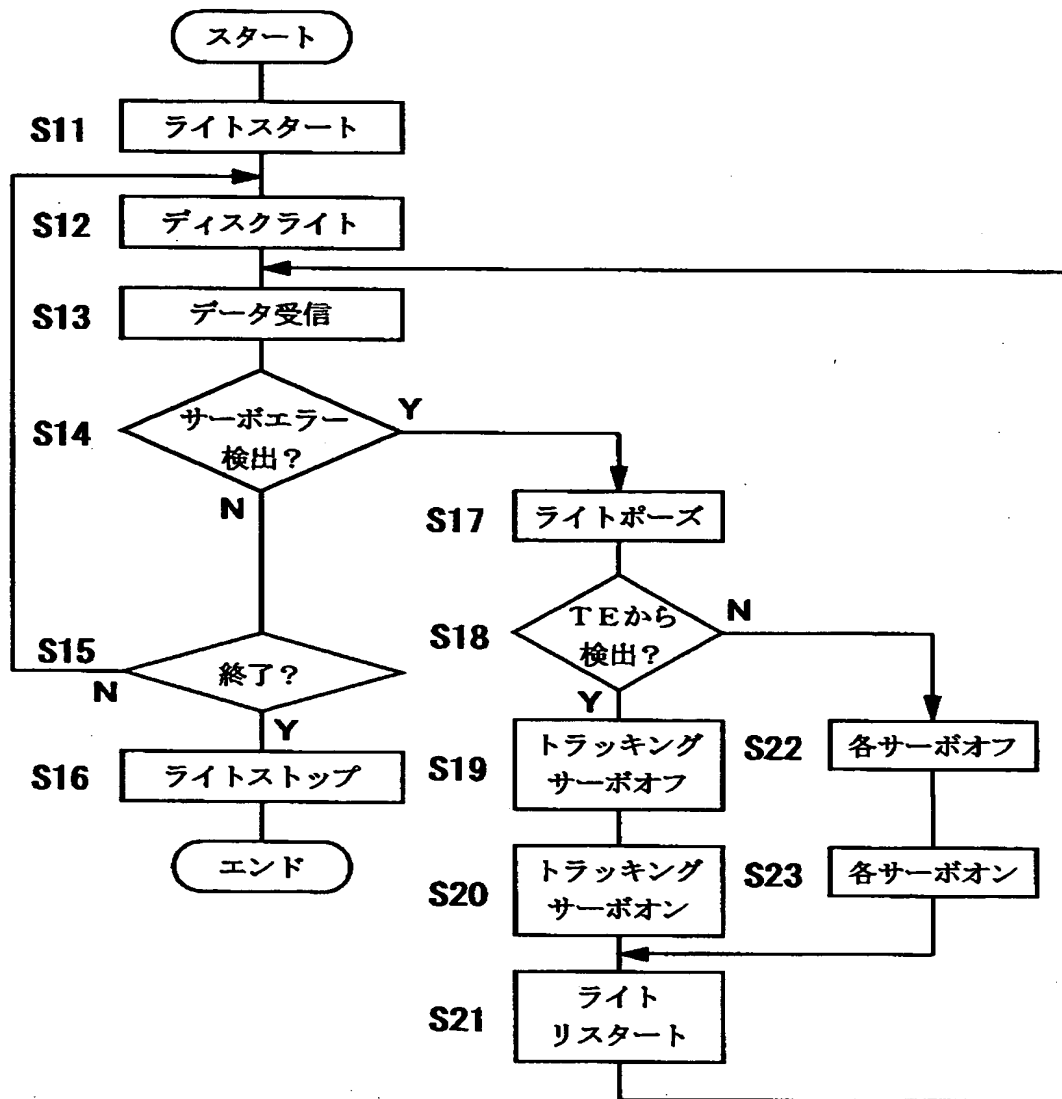 スタート
S11
ライトスタート
S12
ディスクライト
S13
データ受信
S14
サーボエラー
検出？
Y
N
S15
終了？
N
Y
S16
ライトストップ
エンド
S17
ライトポーズ
S18
ＴＥから
検出？
N
Y
S19
トラッキング
サーボオフ
S20
トラッキング
サーボオン
S22
各サーボオフ
S23
各サーボオン
S21
ライト
リスタート